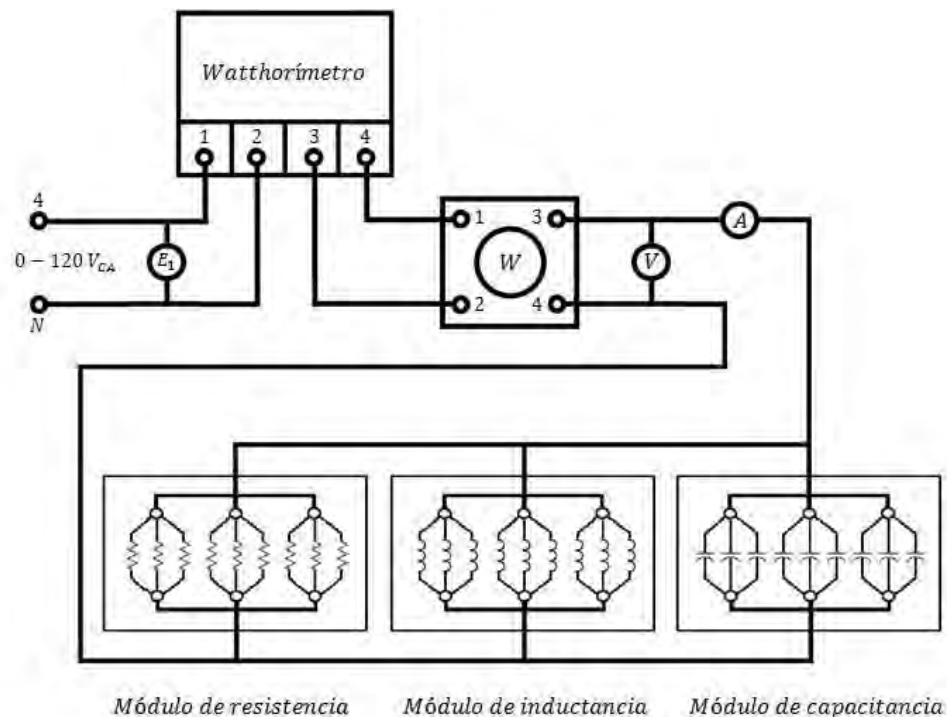 Watthorímetro
1 2 3 4
4
0 – 120 V_CA
E₁
N
1 3
W
2 4
V
A
Módulo de resistencia
Módulo de inductancia
Módulo de capacitancia